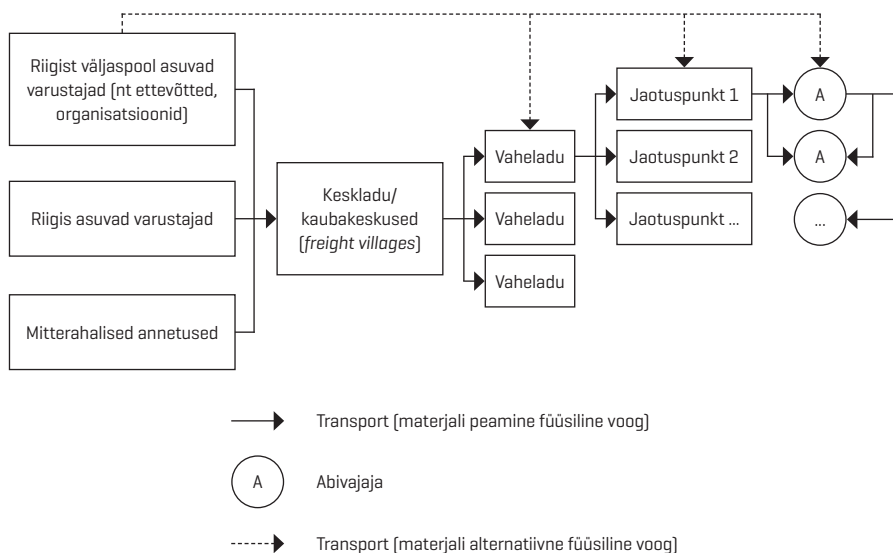 Riigist väljaspool asuvad
varustajad (nt ettevõtted,
organisatsioonid)
Riigis asuvad varustajad
Mitterahalised annetused
Keskladu/
kaubakeskused
(freight villages)
Vaheladu
Vaheladu
Vaheladu
Jaotuspunkt 1
Jaotuspunkt 2
Jaotuspunkt ...
A
A
...
Transport (materjali peamine füüsiline voog)
A
Abivajaja
Transport (materjali alternatiivne füüsiline voog)